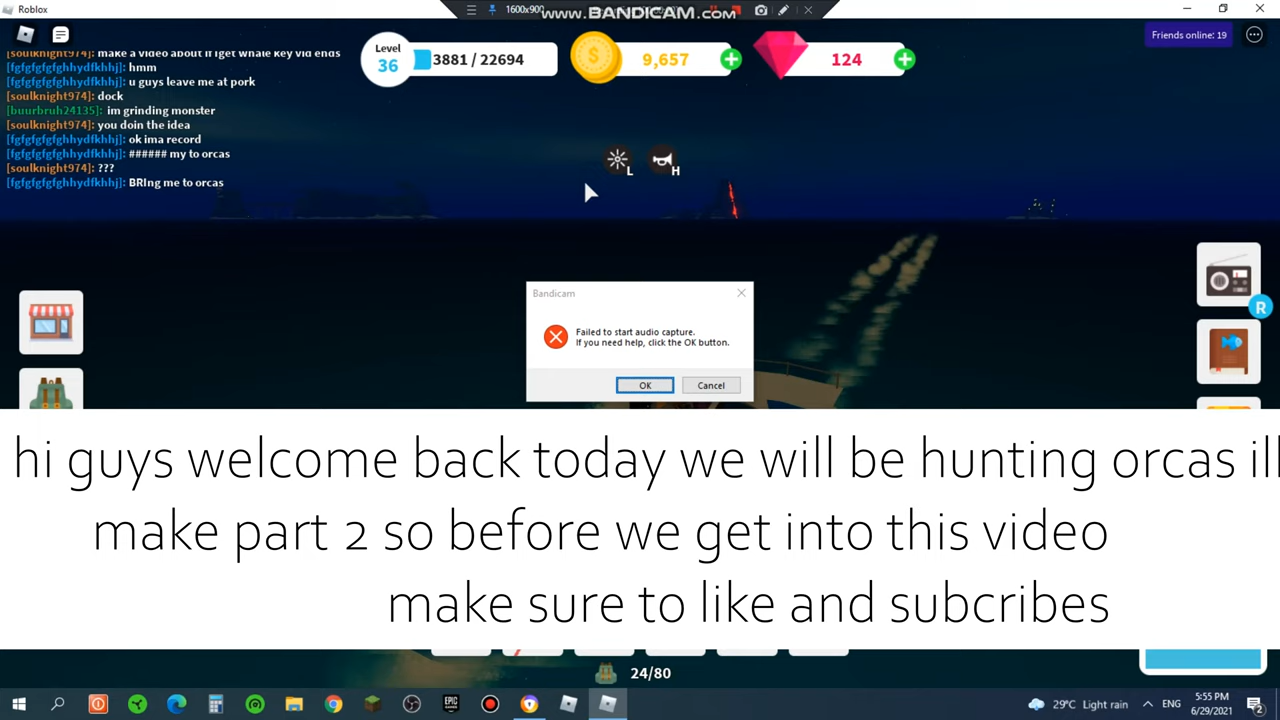 Roblox
1600x900
www.BANDICAM.com
Friends online: 19
[soulknight974]: make a video about if iget whale key vid ends
[fgfgfgfgfghhydfkhhj]: hmm
[fgfgfgfgfghhydfkhhj]: u guys leave me at pork
[soulknight974]: dock
[buurbruh24135]: im grinding monster
[soulknight974]: you doin the idea
[fgfgfgfgfghhydfkhhj]: ok ima record
[fgfgfgfgfghhydfkhhj]: ###### my to orcas
[soulknight974]: ???
[fgfgfgfgfghhydfkhhj]: BRIng me to orcas
Level
36
3881 / 22694
9,657
124
L
H
R
Bandicam
Failed to start audio capture.
If you need help, click the OK button.
OK
Cancel
hi guys welcome back today we will be hunting orcas ill
make part 2 so before we get into this video
make sure to like and subcribes
24/80
EPIC
GAMES
29°C Light rain
ENG
5:55 PM
6/29/2021
2